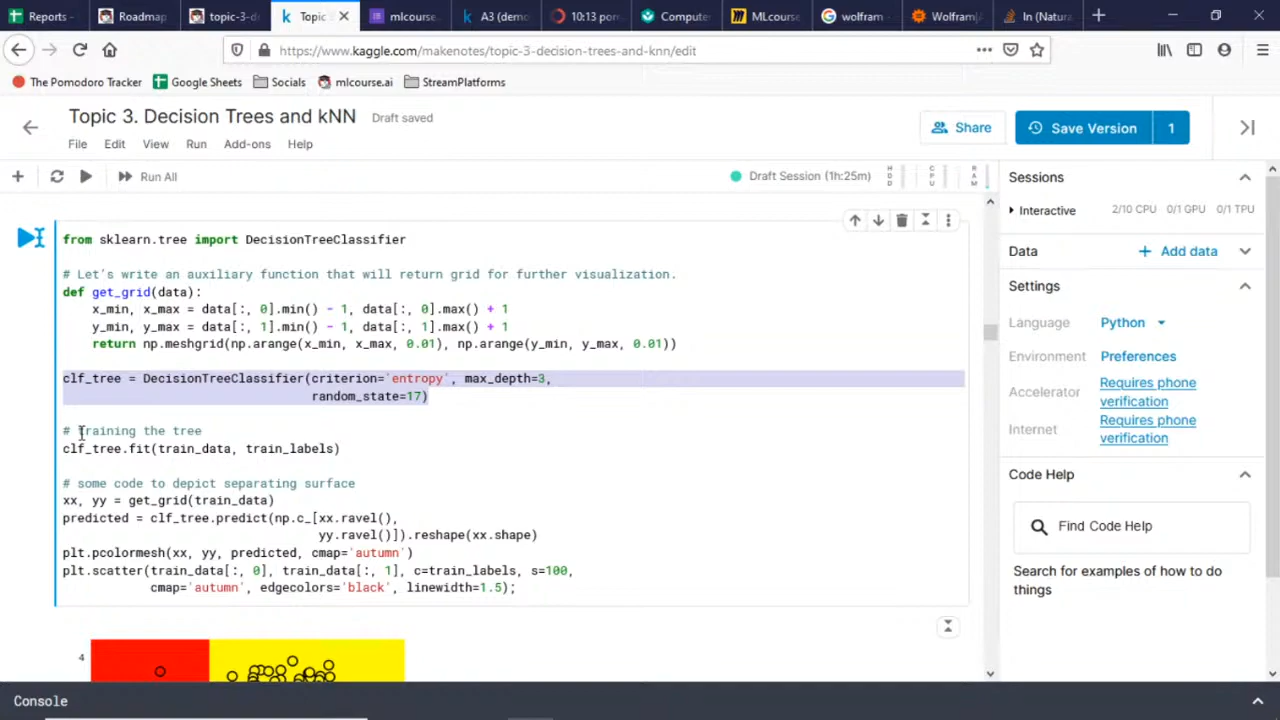 Reports -
Roadmap
topic-3-d
Topic
mlcourse.
A3 (demo
10:13 por
Compute
MLcours
wolfram
Wolfram|
In (Natur
https://www.kaggle.com/makenotes/topic-3-decision-trees-and-knn/edit
The Pomodoro Tracker
Google Sheets
Socials
mlcourse.ai
StreamPlatforms
Topic 3. Decision Trees and kNN
Draft saved
Share
Save Version
1
File
Edit
View
Run
Add-ons
Help
Run All
Draft Session (1h:25m)
HDD
CPU
RAM
from sklearn.tree import DecisionTreeClassifier
# Let's write an auxiliary function that will return grid for further visualization.
def get_grid(data):
x_min, x_max = data[:, 0].min() - 1, data[:, 0].max() + 1
y_min, y_max = data[:, 1].min() - 1, data[:, 1].max() + 1
return np.meshgrid(np.arange(x_min, x_max, 0.01), np.arange(y_min, y_max, 0.01))
clf_tree = DecisionTreeClassifier(criterion='entropy', max_depth=3,
random_state=17)
# Training the tree
clf_tree.fit(train_data, train_labels)
# some code to depict separating surface
xx, yy = get_grid(train_data)
predicted = clf_tree.predict(np.c_[xx.ravel(),
yy.ravel()]).reshape(xx.shape)
plt.pcolormesh(xx, yy, predicted, cmap='autumn')
plt.scatter(train_data[:, 0], train_data[:, 1], c=train_labels, s=100,
cmap='autumn', edgecolors='black', linewidth=1.5);
4
Sessions
Interactive
2/10 CPU
0/1 GPU
0/1 TPU
Data
+ Add data
Settings
Language
Python
Environment
Preferences
Accelerator
Requires phone
verification
Internet
Requires phone
verification
Code Help
Find Code Help
Search for examples of how to do
things
Console